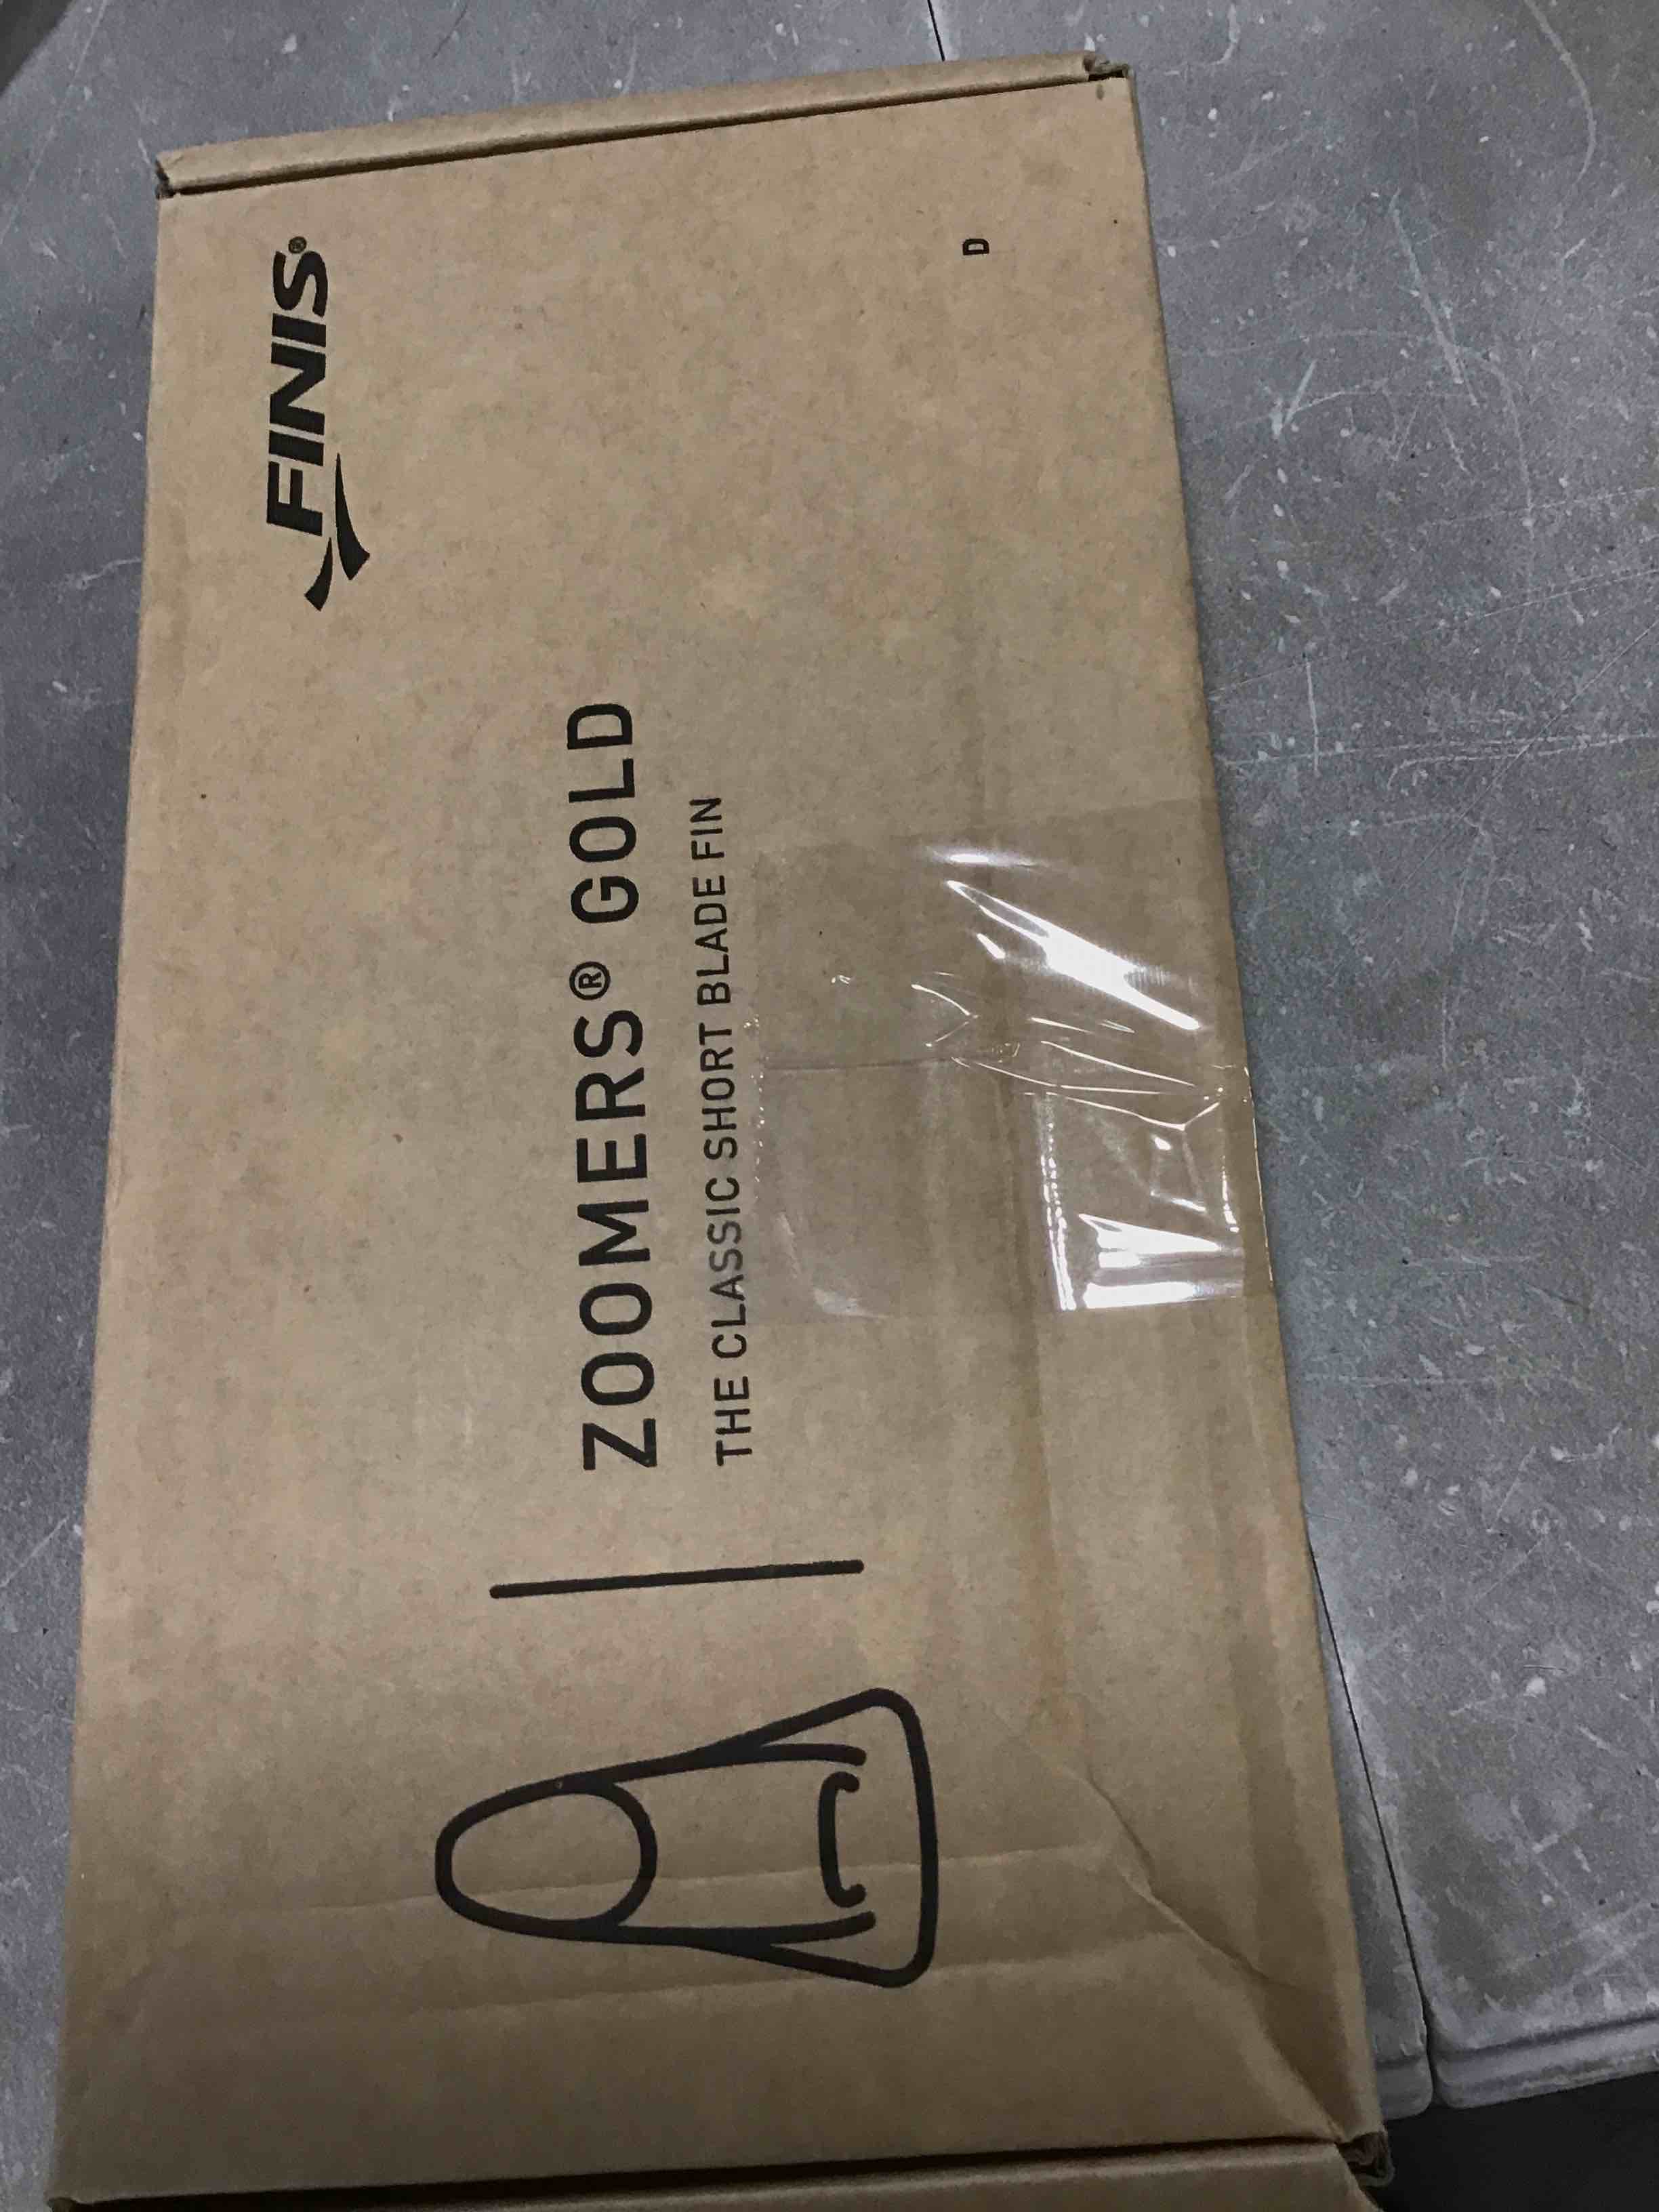 FINIS®
ZOOMERS® GOLD
THE CLASSIC SHORT BLADE FIN
D